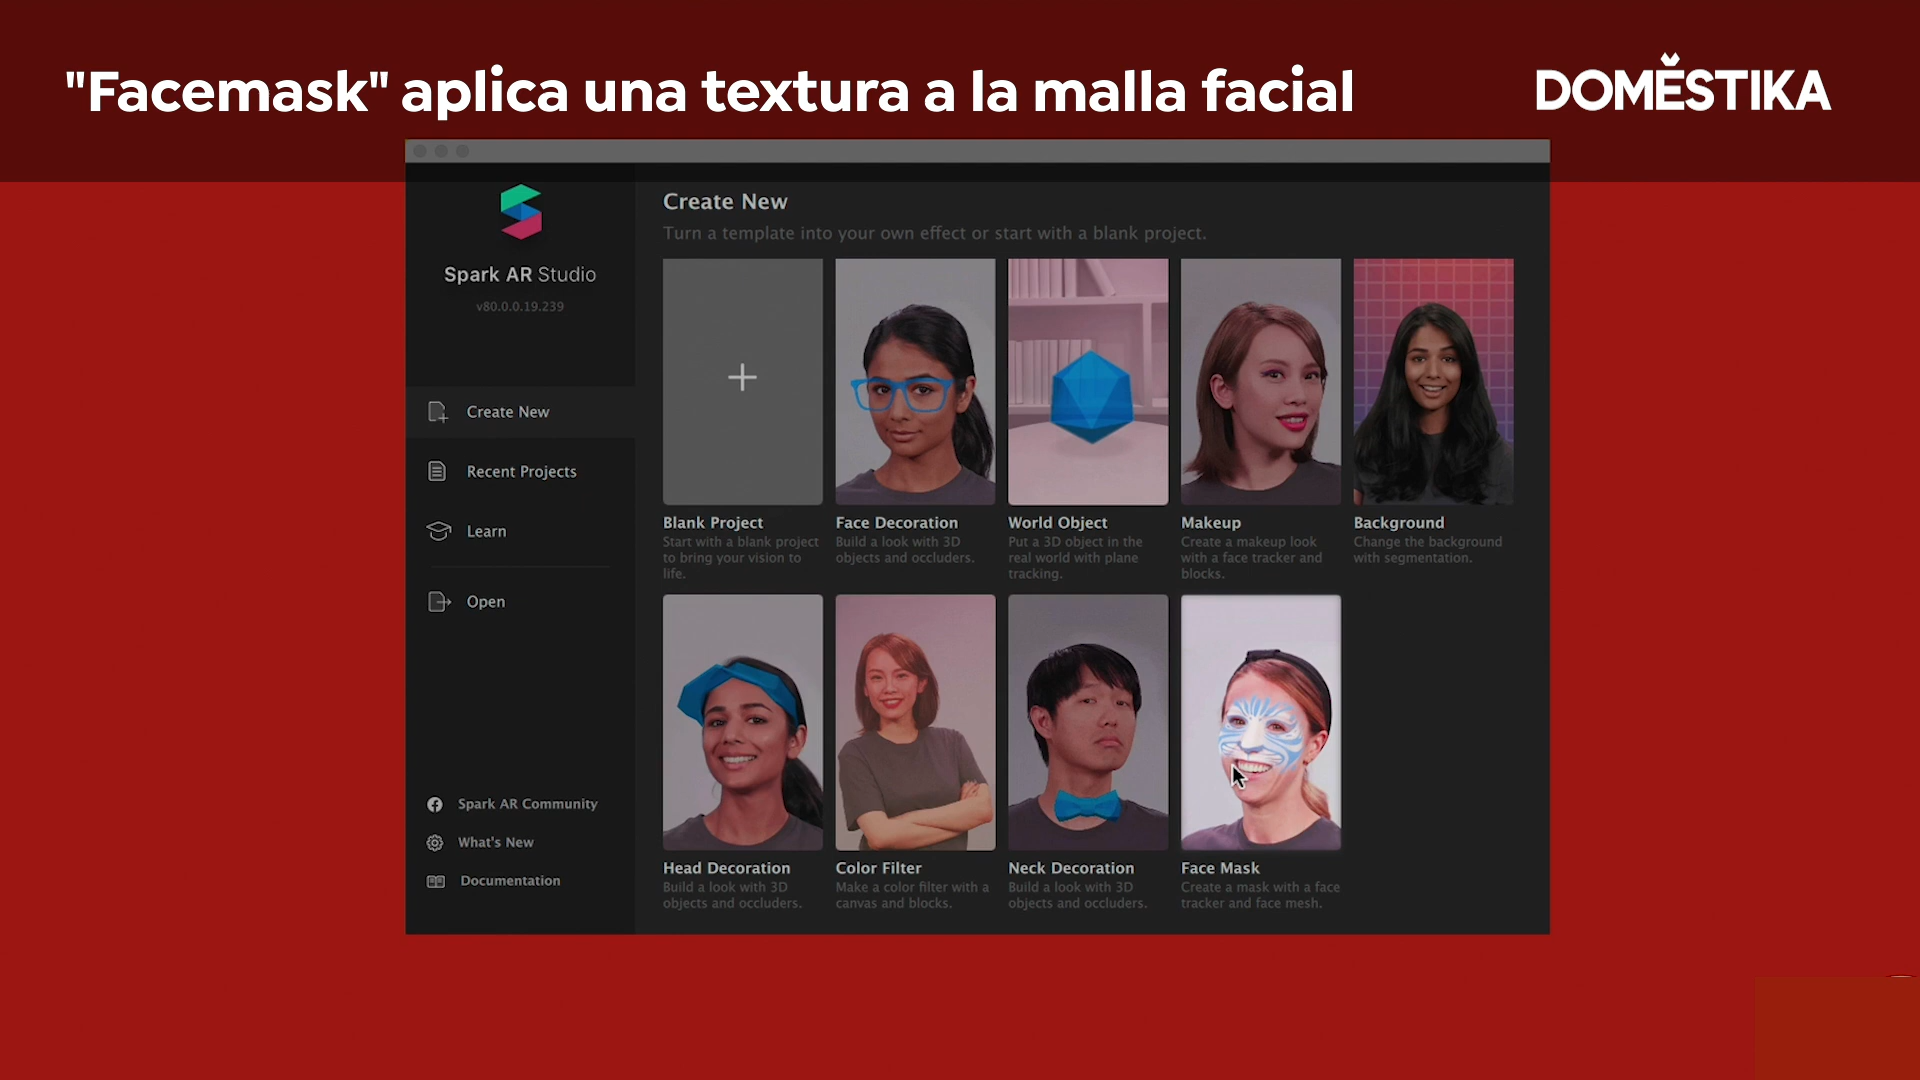 "Facemask" aplica una textura a la malla facial
DOMĚSTIKA
Spark AR Studio
v80.0.0.19.239
Create New
Recent Projects
Learn
Open
Spark AR Community
What's New
Documentation
Create New
Turn a template into your own effect or start with a blank project.
Blank Project
Start with a blank project
to bring your vision to
life.
Face Decoration
Build a look with 3D
objects and occluders.
World Object
Put a 3D object in the
real world with plane
tracking.
Makeup
Create a makeup look
with a face tracker and
blocks.
Background
Change the background
with segmentation.
Head Decoration
Build a look with 3D
objects and occluders.
Color Filter
Make a color filter with a
canvas and blocks.
Neck Decoration
Build a look with 3D
objects and occluders.
Face Mask
Create a mask with a face
tracker and face mesh.